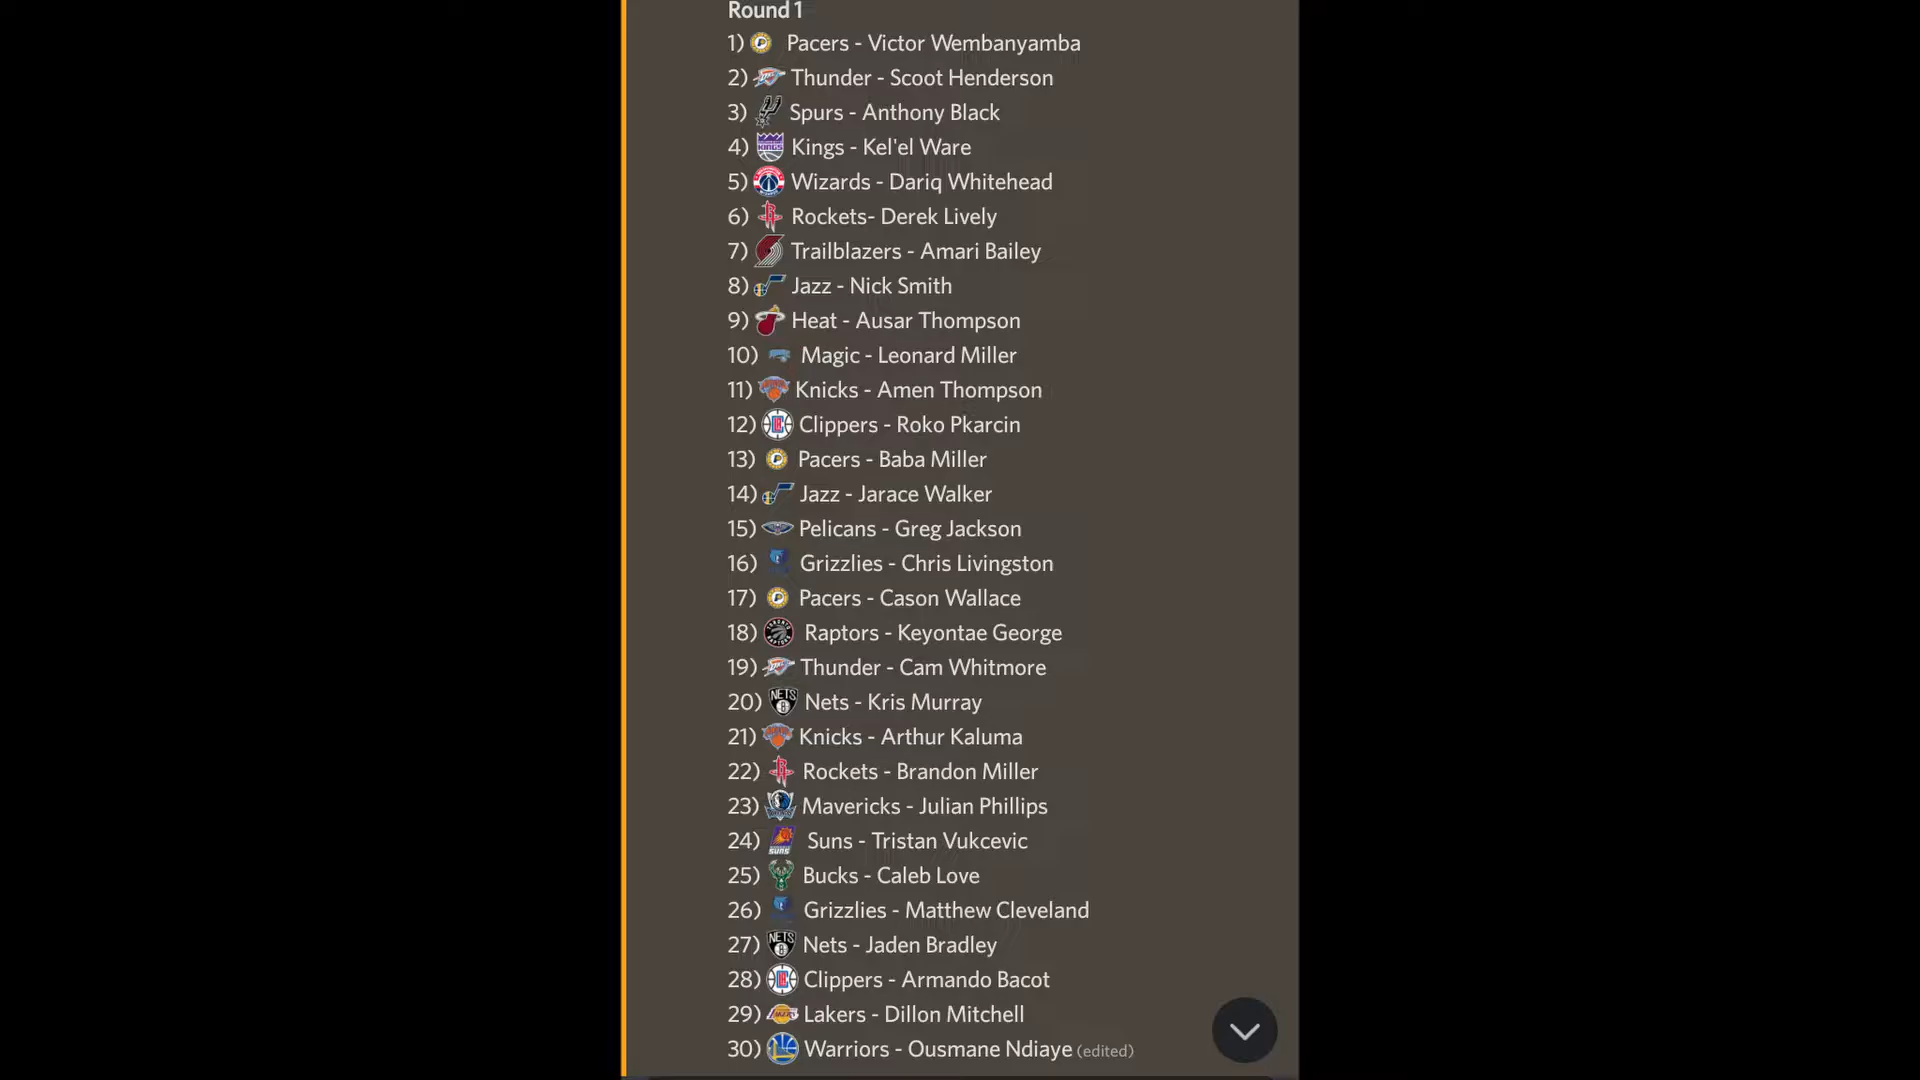 Round 1
1) Pacers - Victor Wembanyamba
2) Thunder - Scoot Henderson
3) Spurs - Anthony Black
4) Kings - Kel'el Ware
5) Wizards - Dariq Whitehead
6) Rockets- Derek Lively
7) Trailblazers - Amari Bailey
8) Jazz - Nick Smith
9) Heat - Ausar Thompson
10) Magic - Leonard Miller
11) Knicks - Amen Thompson
12) Clippers - Roko Pkarcin
13) Pacers - Baba Miller
14) Jazz - Jarace Walker
15) Pelicans - Greg Jackson
16) Grizzlies - Chris Livingston
17) Pacers - Cason Wallace
18) Raptors - Keyontae George
19) Thunder - Cam Whitmore
20) NETS Nets - Kris Murray
21) Knicks - Arthur Kaluma
22) Rockets - Brandon Miller
23) Mavericks - Julian Phillips
24) SUNS Suns - Tristan Vukcevic
25) Bucks - Caleb Love
26) Grizzlies - Matthew Cleveland
27) NETS Nets - Jaden Bradley
28) Clippers - Armando Bacot
29) Lakers - Dillon Mitchell
30) Warriors - Ousmane Ndiaye (edited)